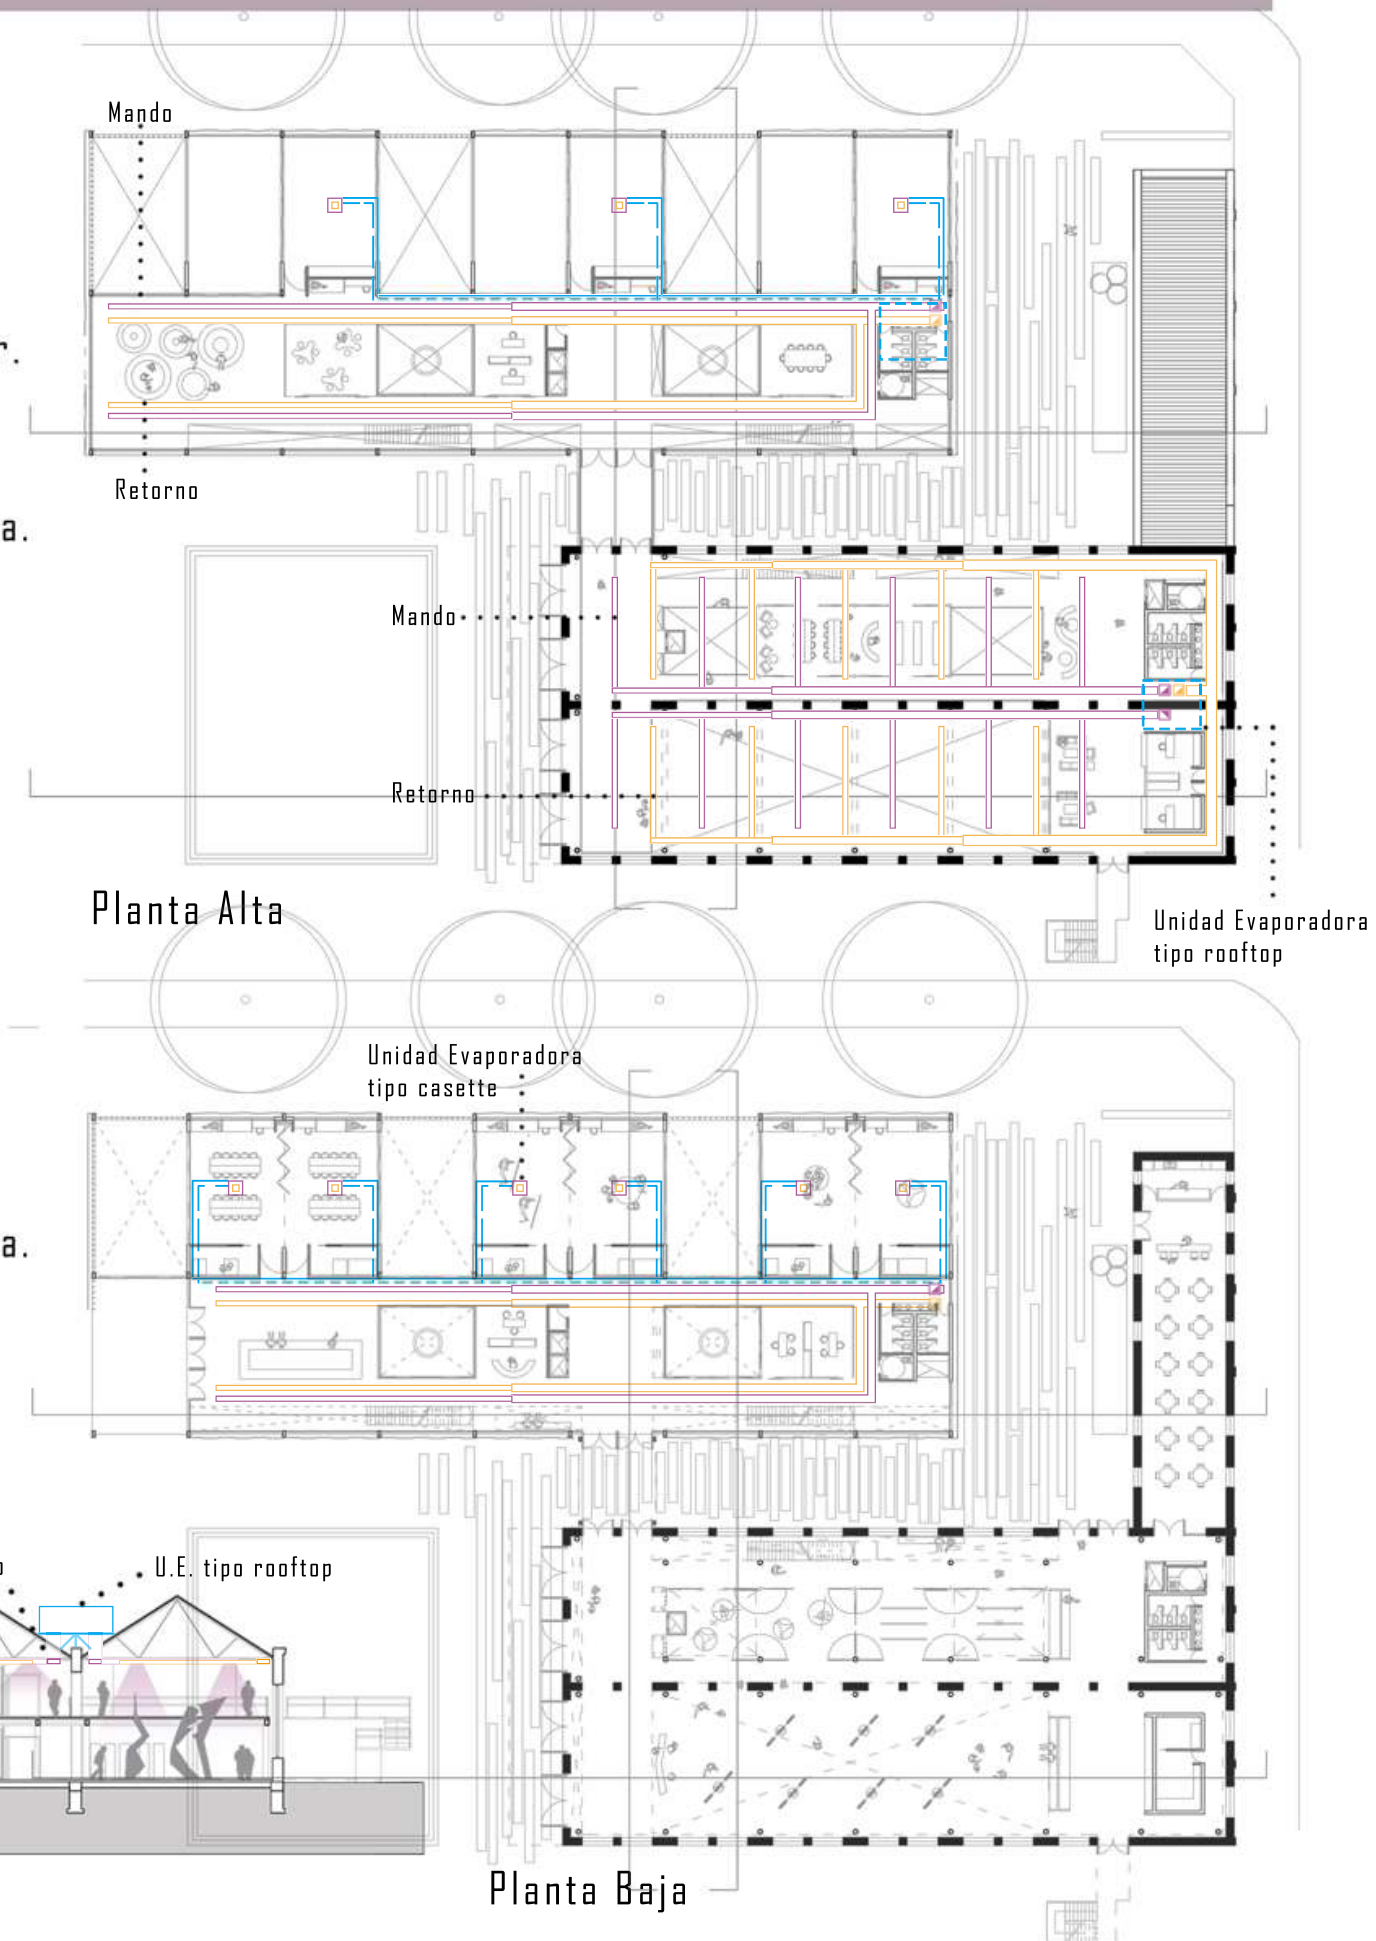 Mando
r.
Retorno
a.
Mando
Retorno
Planta Alta
Unidad Evaporadora
tipo rooftop
Unidad Evaporadora
tipo casette
a.
U.E. tipo rooftop
Planta Baja